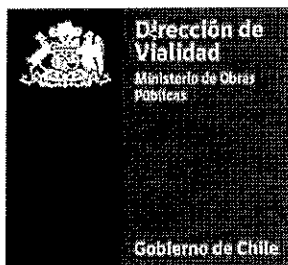 Dirección de
Vialidad
Ministerio de Obras
Públicas
Gobierno de Chile